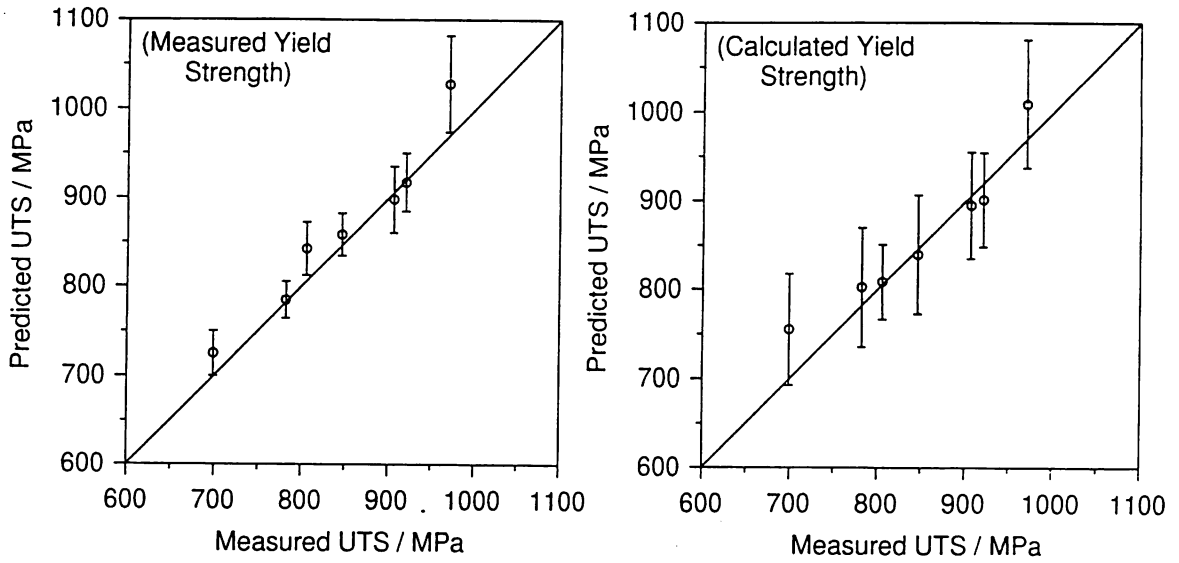 (Measured Yield
Strength)
Predicted UTS / MPa
1100
1000
900
800
700
600
600 700 800 900 1000 1100
Measured UTS / MPa
(Calculated Yield
Strength)
Predicted UTS / MPa
1100
1000
900
800
700
600
600 700 800 900 1000 1100
Measured UTS / MPa